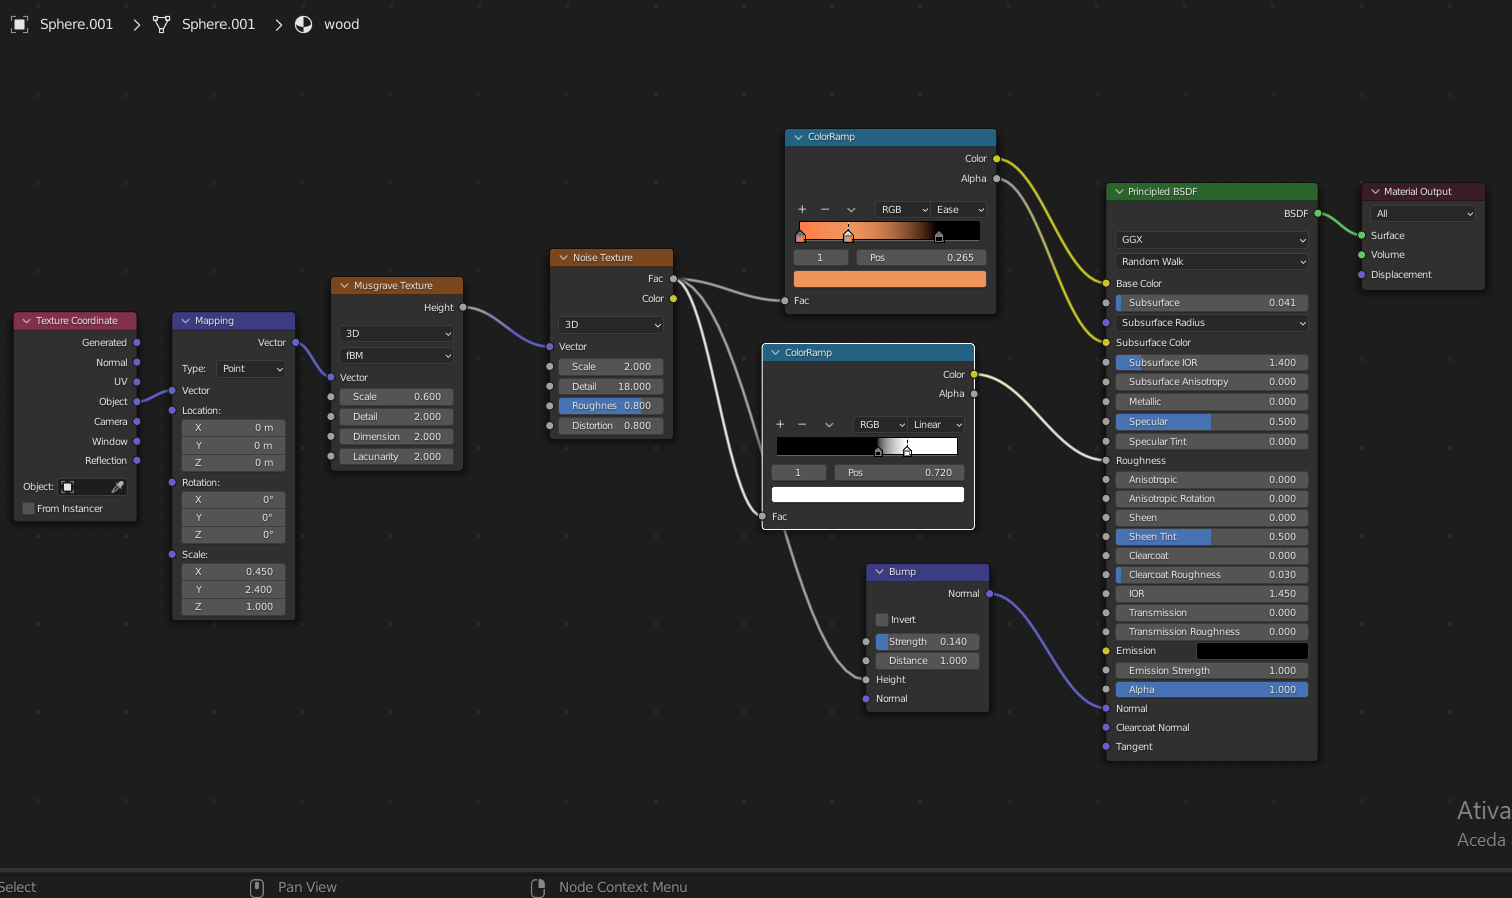 Sphere.001 > Sphere.001 > wood
Texture Coordinate
Generated
Normal
UV
Object
Camera
Window
Reflection
Object:
From Instancer
Mapping
Vector
Type: Point
Vector
Location:
X 0 m
Y 0 m
Z 0 m
Rotation:
X 0°
Y 0°
Z 0°
Scale:
X 0.450
Y 2.400
Z 1.000
Musgrave Texture
Height
3D
fBM
Vector
Scale 0.600
Detail 2.000
Dimension 2.000
Lacunarity 2.000
Noise Texture
Fac
Color
3D
Vector
Scale 2.000
Detail 18.000
Roughnes 0.800
Distortion 0.800
ColorRamp
Color
Alpha
+ − RGB Ease
1 Pos 0.265
Fac
ColorRamp
Color
Alpha
+ − RGB Linear
1 Pos 0.720
Fac
Bump
Normal
Invert
Strength 0.140
Distance 1.000
Height
Normal
Principled BSDF
BSDF
GGX
Random Walk
Base Color
Subsurface 0.041
Subsurface Radius
Subsurface Color
Subsurface IOR 1.400
Subsurface Anisotropy 0.000
Metallic 0.000
Specular 0.500
Specular Tint 0.000
Roughness
Anisotropic 0.000
Anisotropic Rotation 0.000
Sheen 0.000
Sheen Tint 0.500
Clearcoat 0.000
Clearcoat Roughness 0.030
IOR 1.450
Transmission 0.000
Transmission Roughness 0.000
Emission
Emission Strength 1.000
Alpha 1.000
Normal
Clearcoat Normal
Tangent
Material Output
All
Surface
Volume
Displacement
Ativa
Aceda
Select Pan View Node Context Menu